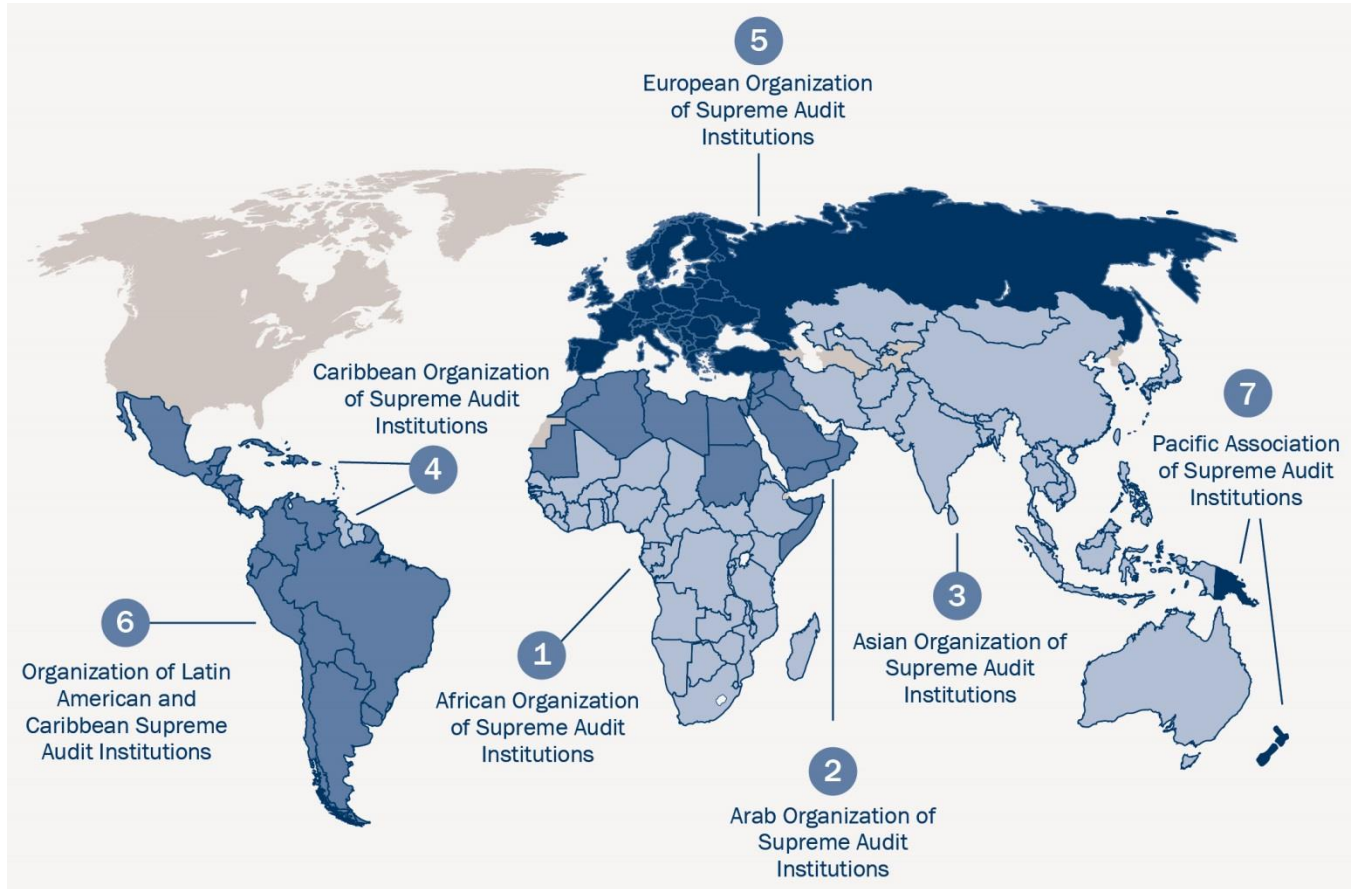 5
European Organization
of Supreme Audit
Institutions
Caribbean Organization
of Supreme Audit
Institutions
4
7
Pacific Association
of Supreme Audit
Institutions
6
Organization of Latin
American and
Caribbean Supreme
Audit Institutions
1
African Organization
of Supreme Audit
Institutions
3
Asian Organization of
Supreme Audit
Institutions
2
Arab Organization of
Supreme Audit
Institutions